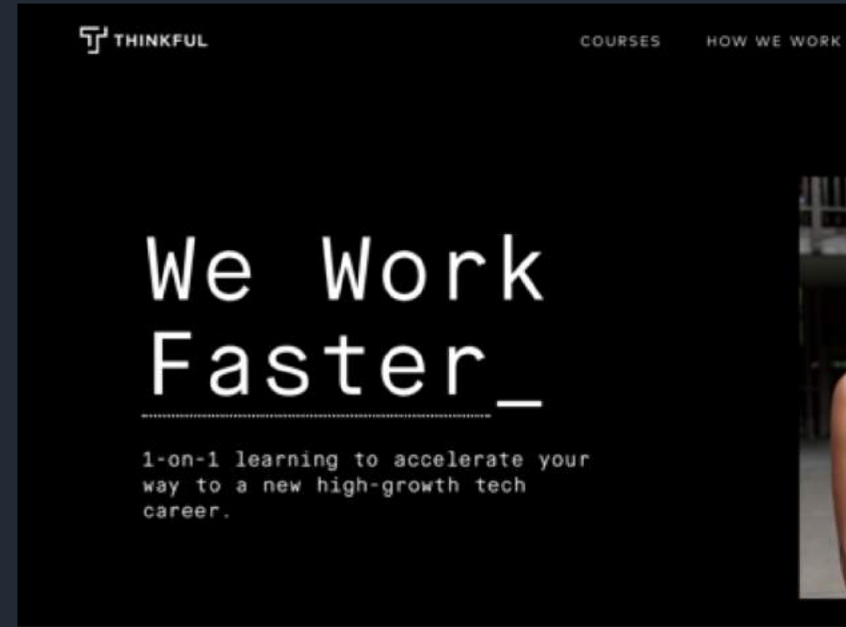 THINKFUL
COURSES HOW WE WORK
We Work
Faster_
1-on-1 learning to accelerate your
way to a new high-growth tech
career.